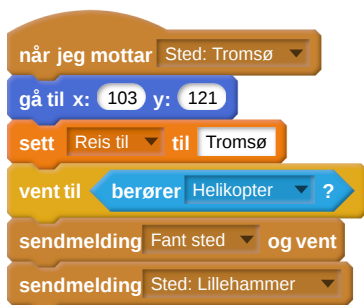 når jeg mottar Sted: Tromsø
gå til x: 103 y: 121
sett Reis til til Tromsø
vent til berører Helikopter ?
sendmelding Fant sted og vent
sendmelding Sted: Lillehammer